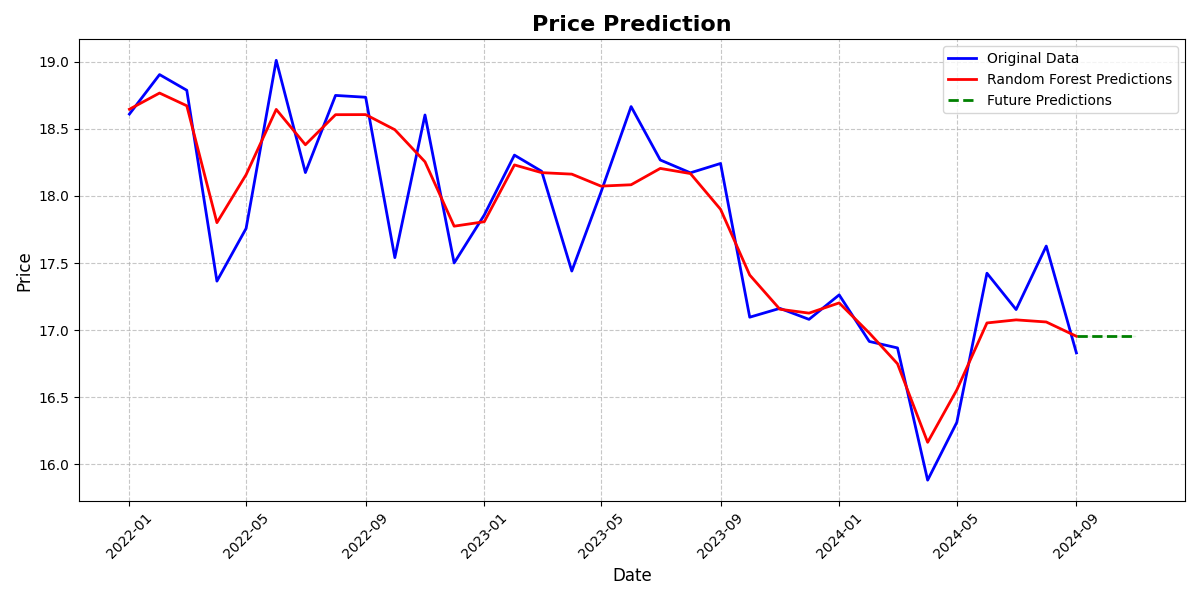 Price Prediction
Original Data
Random Forest Predictions
Future Predictions
Price
19.0
18.5
18.0
17.5
17.0
16.5
16.0
2022-01
2022-05
2022-09
2023-01
2023-05
2023-09
2024-01
2024-05
2024-09
Date